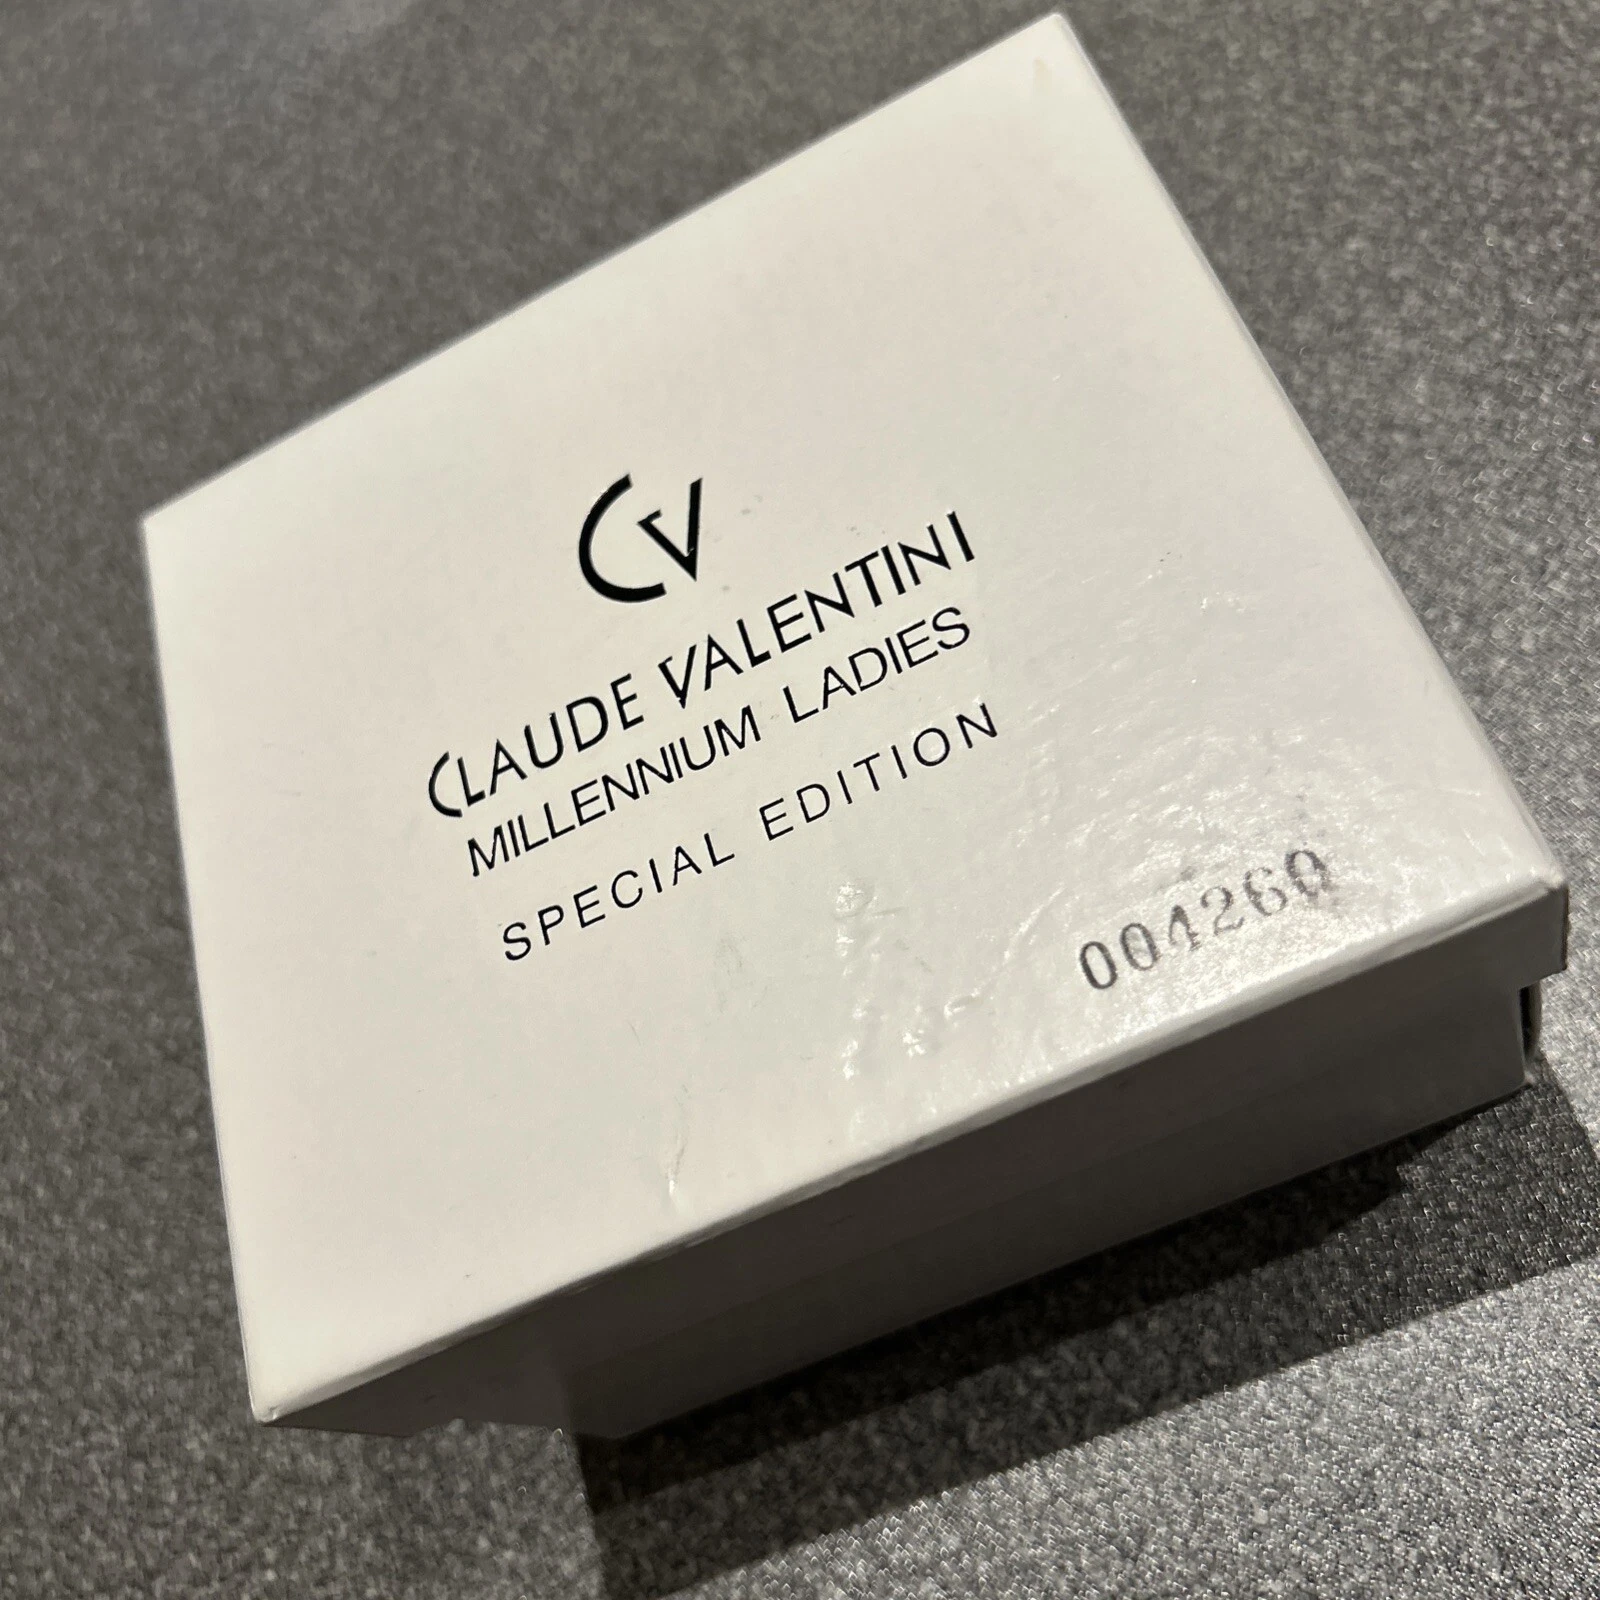 CV
CLAUDE VALENTINI
MILLENNIUM LADIES
SPECIAL EDITION
004260